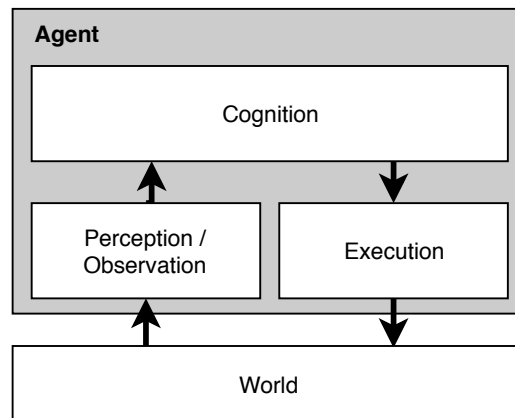 Agent
Cognition
Perception /
Observation
Execution
World